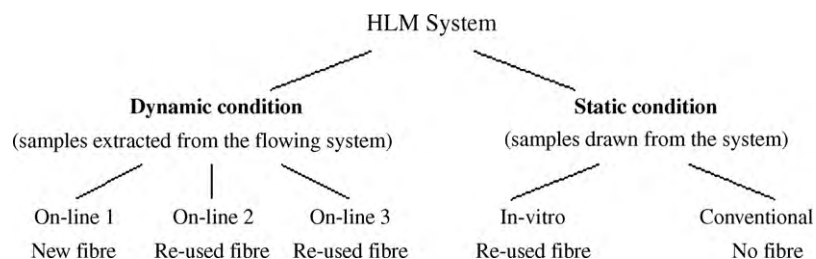 HLM System
Dynamic condition
(samples extracted from the flowing system)
Static condition
(samples drawn from the system)
On-line 1
New fibre
On-line 2
Re-used fibre
On-line 3
Re-used fibre
In-vitro
Re-used fibre
Conventional
No fibre